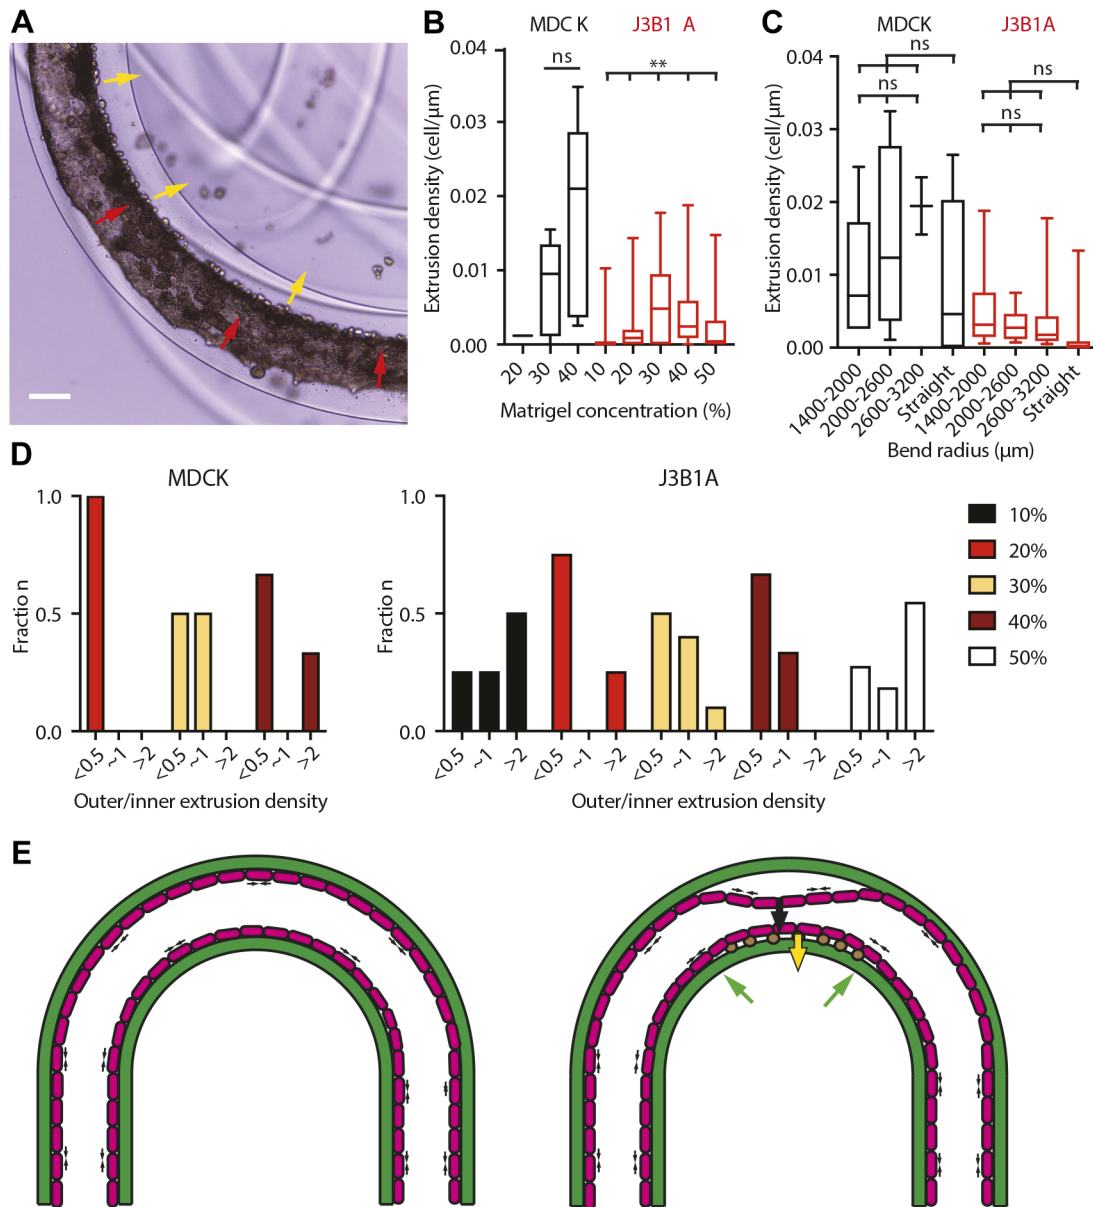 A
B
MDC K
J3B1 A
Extrusion density (cell/µm)
0.04
0.03
0.02
0.01
0.00
ns
**
20
30
40
10
20
30
40
50
Matrigel concentration (%)
C
MDCK
J3B1A
Extrusion density (cell/µm)
0.04
0.03
0.02
0.01
0.00
ns
ns
ns
ns
1400-2000
2000-2600
2600-3200
Straight
1400-2000
2000-2600
2600-3200
Straight
Bend radius (µm)
D
MDCK
Fractio n
1.0
0.5
0.0
<0.5
~1
>2
<0.5
~1
>2
<0.5
~1
>2
Outer/inner extrusion density
J3B1A
Fractio n
1.0
0.5
0.0
<0.5
~1
>2
<0.5
~1
>2
<0.5
~1
>2
<0.5
~1
>2
<0.5
~1
>2
Outer/inner extrusion density
10%
20%
30%
40%
50%
E